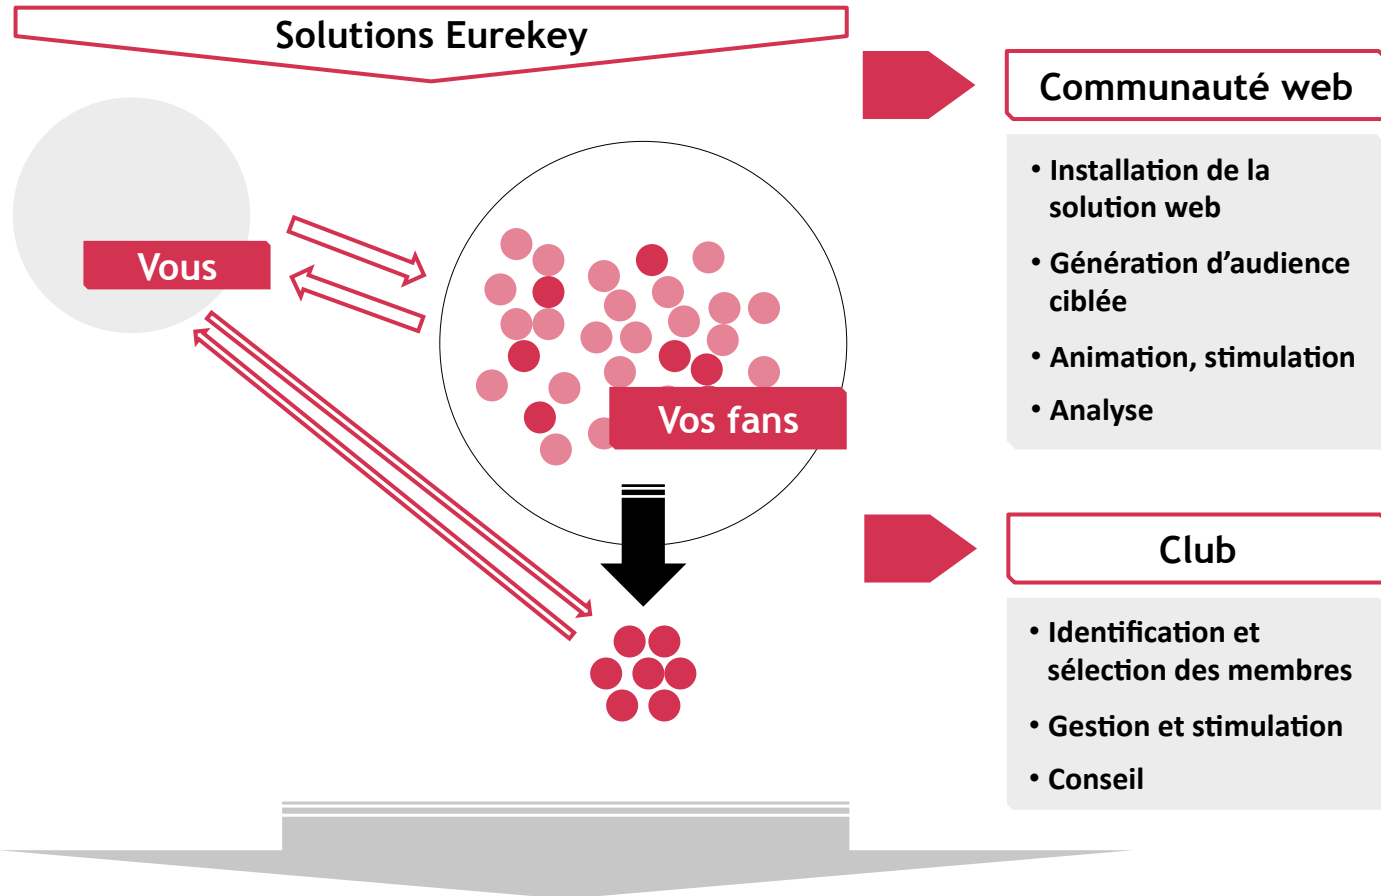 Solutions Eurekey
Vous
Vos fans
Communauté web
• Installation de la
solution web
• Génération d’audience
ciblée
• Animation, stimulation
• Analyse
Club
• Identification et
sélection des membres
• Gestion et stimulation
• Conseil